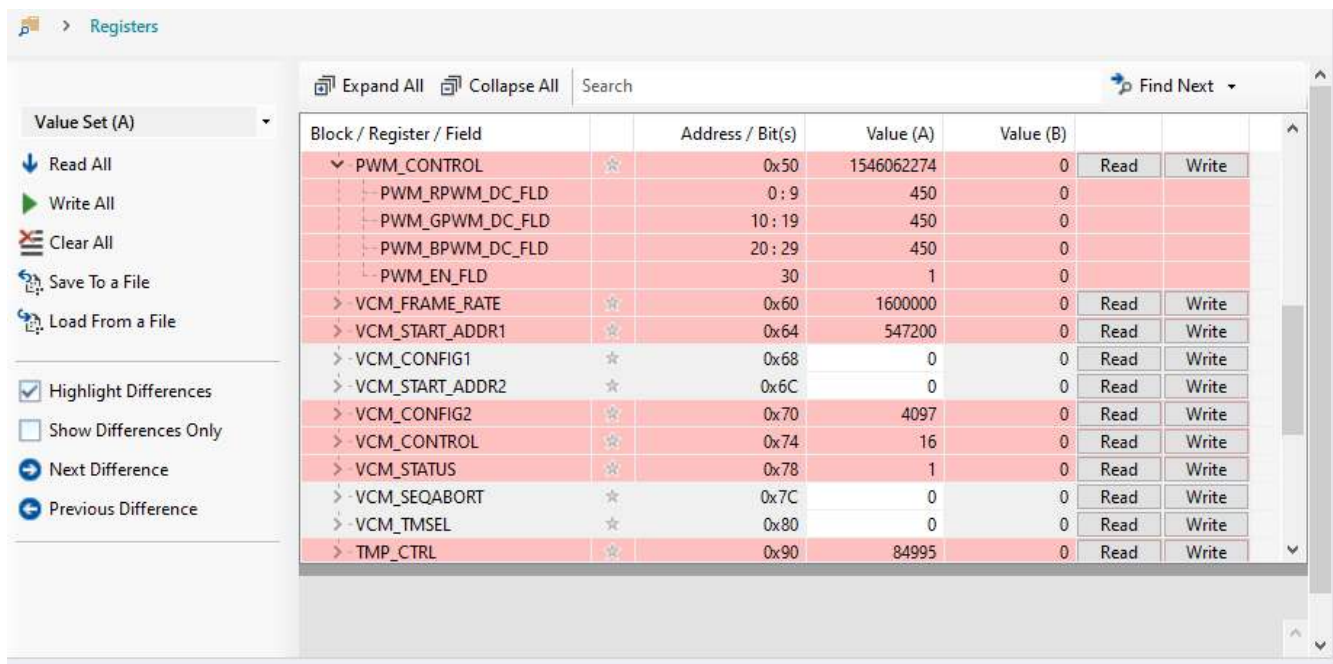 > Registers
Expand All Collapse All Search Find Next
Value Set (A)
Read All
Write All
Clear All
Save To a File
Load From a File
Highlight Differences
Show Differences Only
Next Difference
Previous Difference
Block / Register / Field Address / Bit(s) Value (A) Value (B)
PWM_CONTROL 0x50 1546062274 0 Read Write
PWM_RPWM_DC_FLD 0 : 9 450 0
PWM_GPWM_DC_FLD 10 : 19 450 0
PWM_BPWM_DC_FLD 20 : 29 450 0
PWM_EN_FLD 30 1 0
VCM_FRAME_RATE 0x60 1600000 0 Read Write
VCM_START_ADDR1 0x64 547200 0 Read Write
VCM_CONFIG1 0x68 0 0 Read Write
VCM_START_ADDR2 0x6C 0 0 Read Write
VCM_CONFIG2 0x70 4097 0 Read Write
VCM_CONTROL 0x74 16 0 Read Write
VCM_STATUS 0x78 1 0 Read Write
VCM_SEQABORT 0x7C 0 0 Read Write
VCM_TMSEL 0x80 0 0 Read Write
TMP_CTRL 0x90 84995 0 Read Write